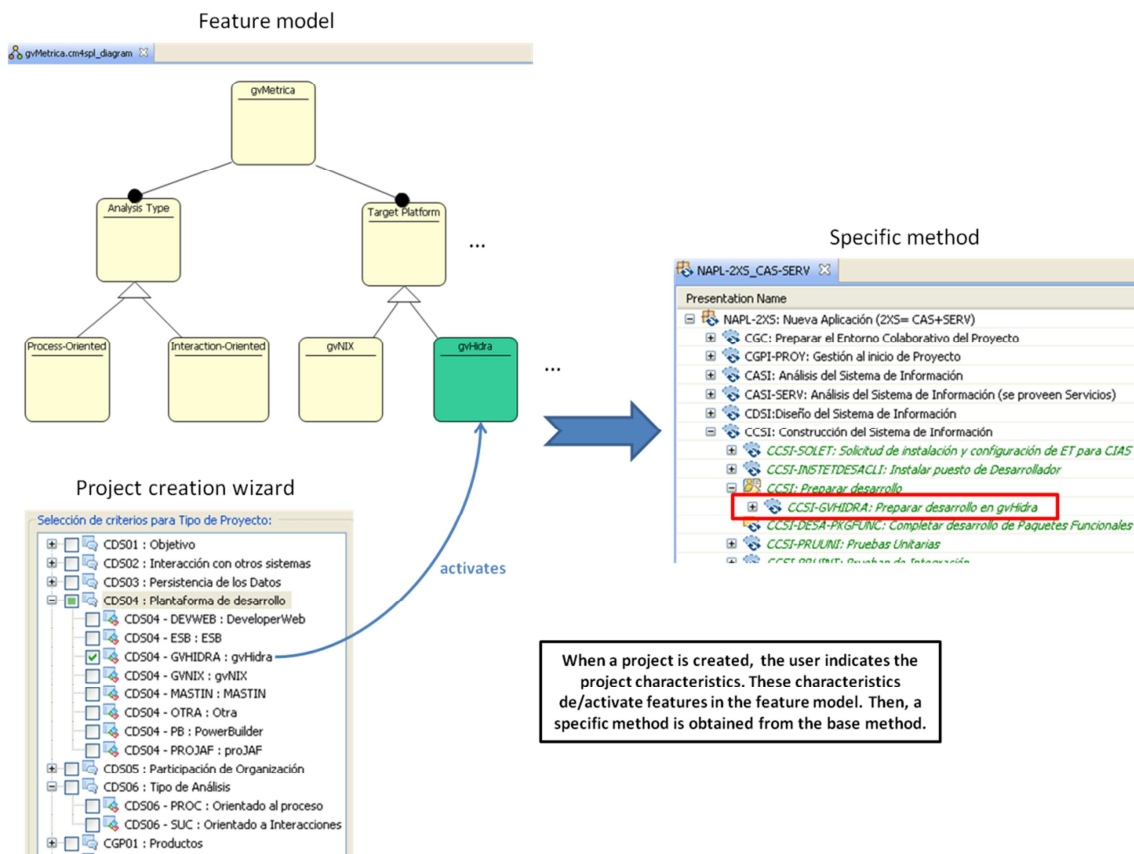 Feature model
gvMetrica.cm4spl_diagram
gvMetrica
Analysis Type
Target Platform
...
Process-Oriented
Interaction-Oriented
gvNIX
gvHidra
...
Project creation wizard
Selección de criterios para Tipo de Proyecto:
CDS01 : Objetivo
CDS02 : Interacción con otros sistemas
CDS03 : Persistencia de los Datos
CDS04 : Plantaforma de desarrollo
CDS04 - DEVWEB : DeveloperWeb
CDS04 - ESB : ESB
CDS04 - GVHIDRA : gvHidra
CDS04 - GVNIX : gvNIX
CDS04 - MASTIN : MASTIN
CDS04 - OTRA : Otra
CDS04 - PB : PowerBuilder
CDS04 - PROJAF : proJAF
CDS05 : Participación de Organización
CDS06 : Tipo de Análisis
CDS06 - PROC : Orientado al proceso
CDS06 - SUC : Orientado a Interacciones
CGP01 : Productos
activates
Specific method
NAPL-2XS_CAS-SERV
Presentation Name
NAPL-2XS: Nueva Aplicación (2XS= CAS+SERV)
CGC: Preparar el Entorno Colaborativo del Proyecto
CGPI-PROY: Gestión al inicio de Proyecto
CASI: Análisis del Sistema de Información
CASI-SERV: Análisis del Sistema de Información (se proveen Servicios)
CDSI:Diseño del Sistema de Información
CCSI: Construcción del Sistema de Información
CCSI-SOLET: Solicitud de instalación y configuración de ET para CIAS
CCSI-INSTETDESACLI: Instalar puesto de Desarrollador
CCSI: Preparar desarrollo
CCSI-GVHIDRA: Preparar desarrollo en gvHidra
CCSI-DESA-PKGFUNC: Completar desarrollo de Paquetes Funcionales
CCSI-PRUUNI: Pruebas Unitarias
CCSI-PRUINT: Pruebas de Integración
When a project is created, the user indicates the
project characteristics. These characteristics
de/activate features in the feature model. Then, a
specific method is obtained from the base method.